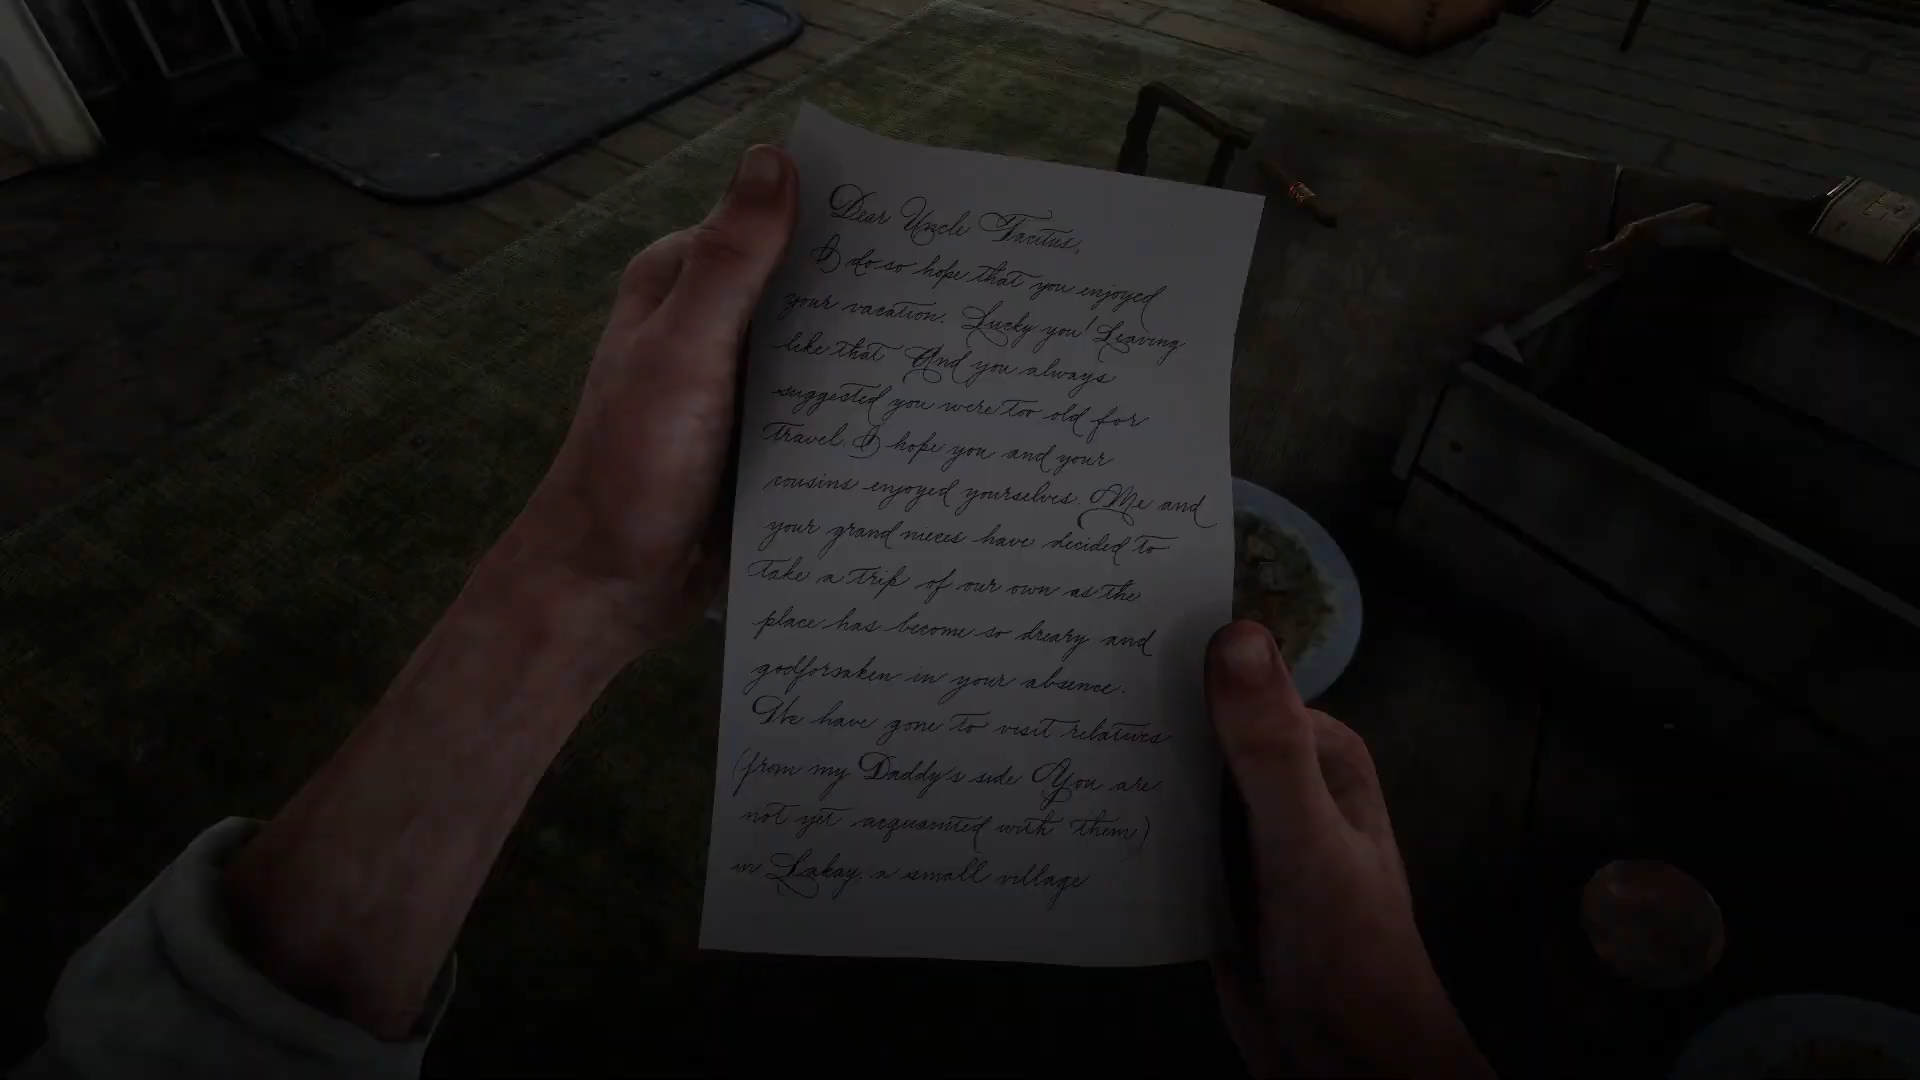 Dear Uncle Tacitus,
I do so hope that you enjoyed
your vacation. Lucky you! Leaving
like that. And you always
suggested you were too old for
travel. I hope you and your
cousins enjoyed yourselves. Me and
your grand nieces have decided to
take a trip of our own as the
place has become so dreary and
godforsaken in your absence.
We have gone to visit relatives
(from my Daddy's side. You are
not yet acquainted with them)
in Lakay, a small village